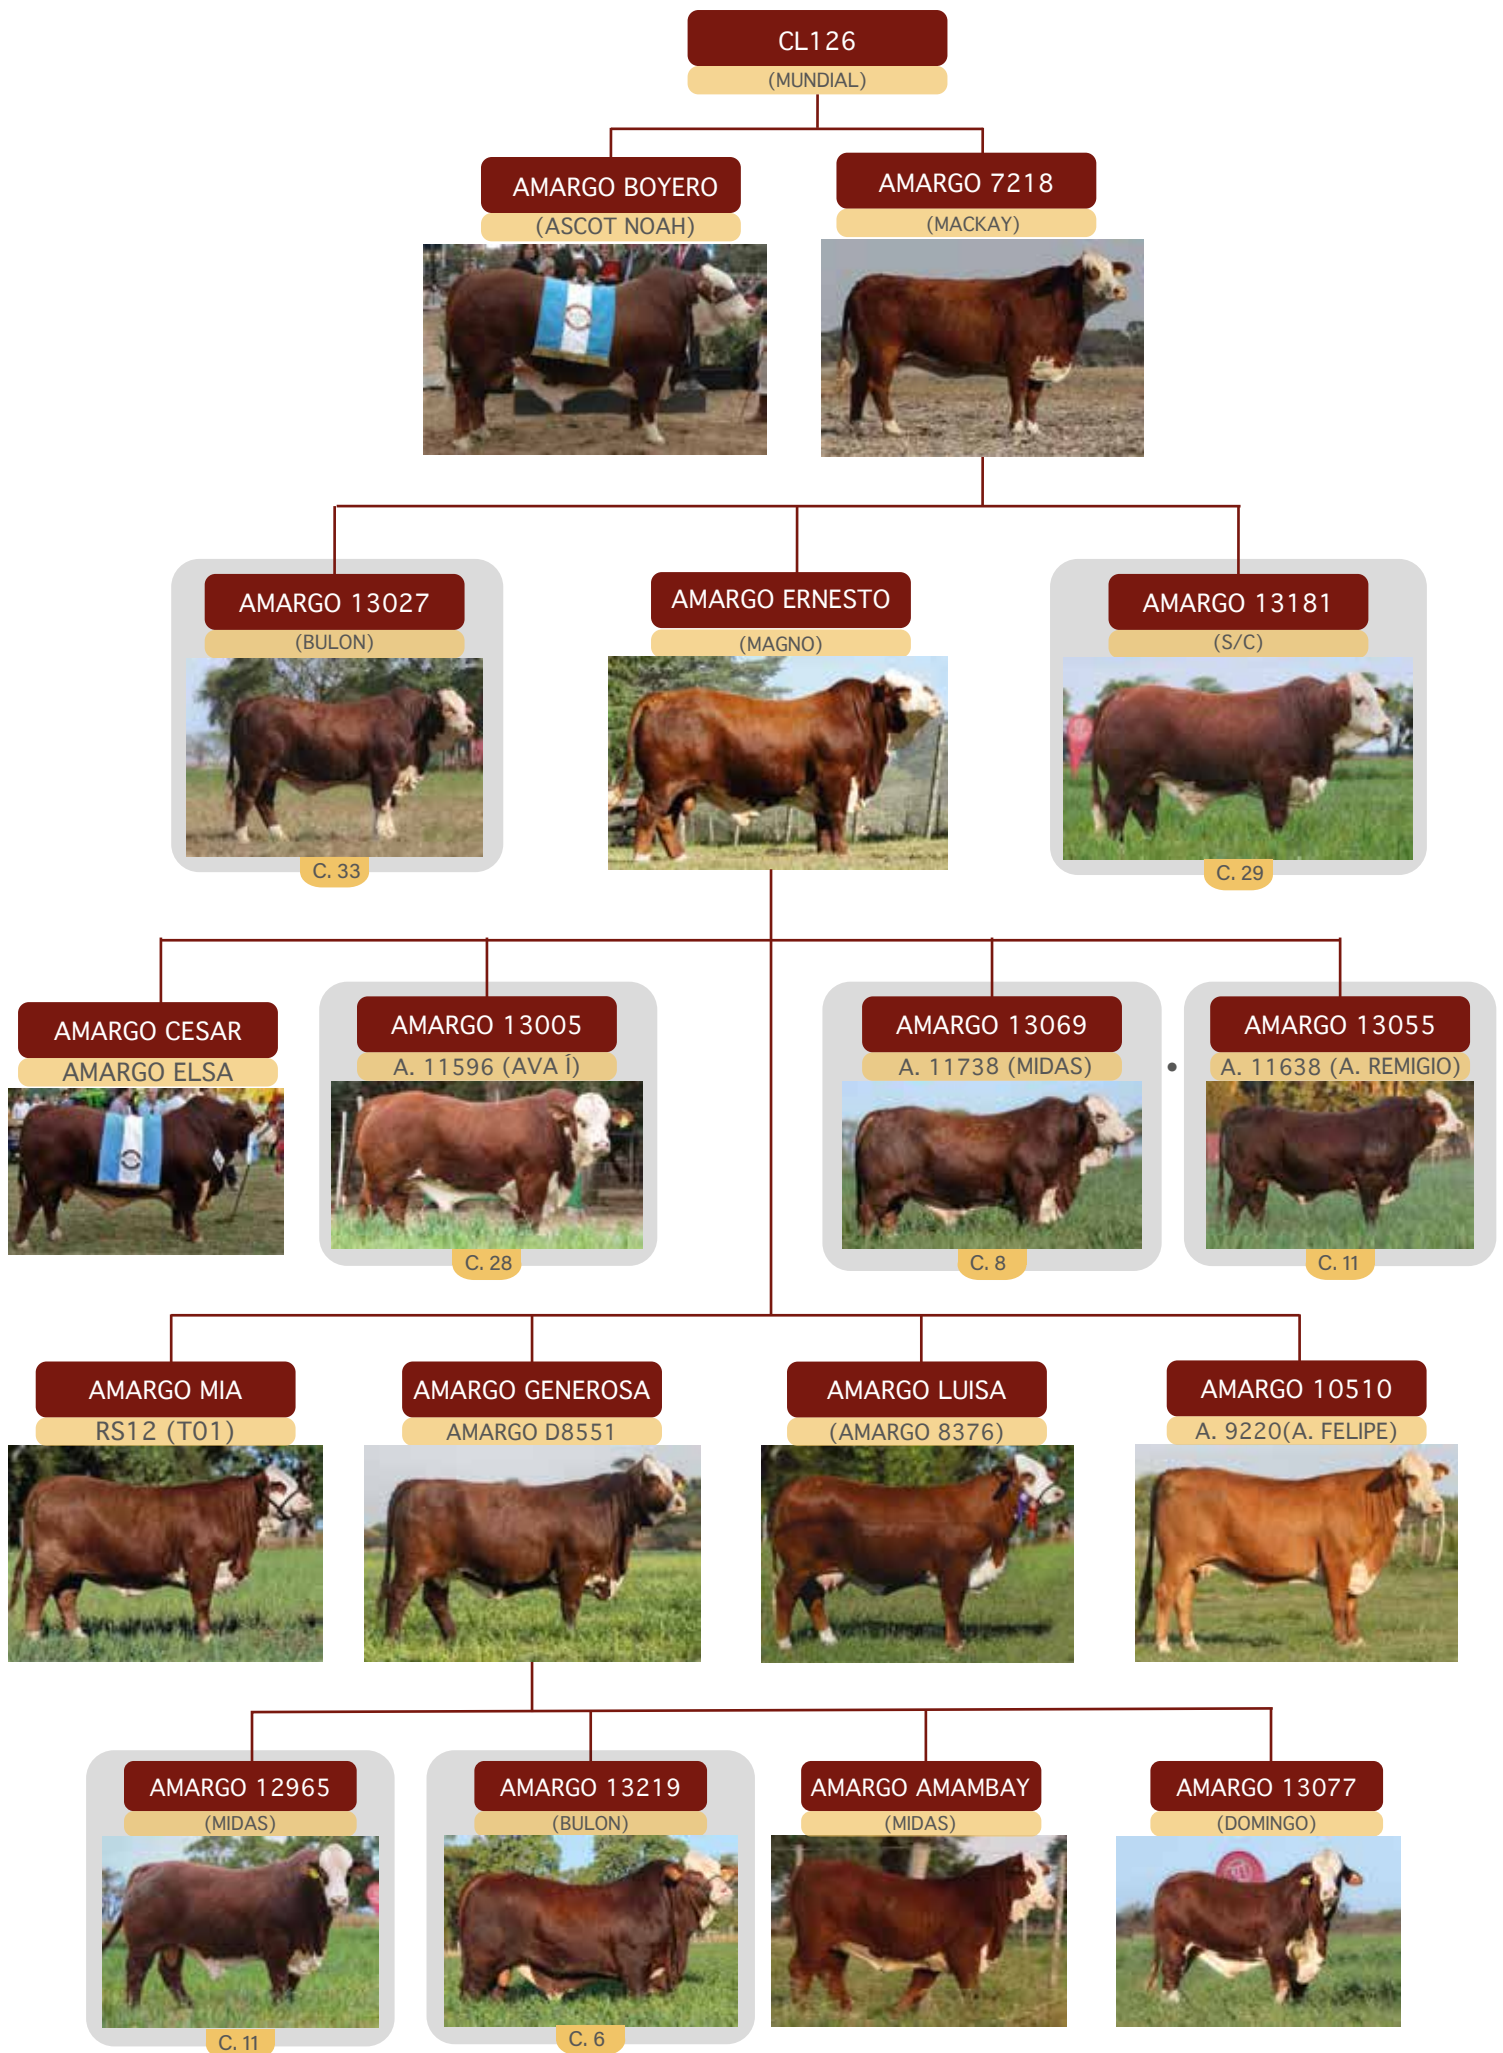 CL126
(MUNDIAL)
AMARGO BOYERO
(ASCOT NOAH)
AMARGO 7218
(MACKAY)
AMARGO 13027
(BULON)
C. 33
AMARGO ERNESTO
(MAGNO)
AMARGO 13181
(S/C)
C. 29
AMARGO CESAR
AMARGO ELSA
AMARGO 13005
A. 11596 (AVA Í)
C. 28
AMARGO 13069
A. 11738 (MIDAS)
C. 8
•
AMARGO 13055
A. 11638 (A. REMIGIO)
C. 11
AMARGO MIA
RS12 (T01)
AMARGO GENEROSA
AMARGO D8551
AMARGO LUISA
(AMARGO 8376)
AMARGO 10510
A. 9220(A. FELIPE)
AMARGO 12965
(MIDAS)
C. 11
AMARGO 13219
(BULON)
C. 6
AMARGO AMAMBAY
(MIDAS)
AMARGO 13077
(DOMINGO)